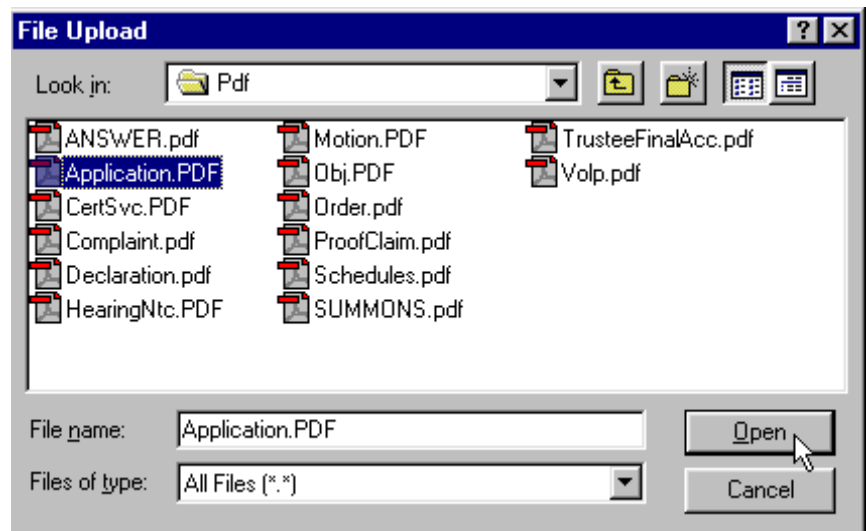 File Upload
Look in: Pdf
ANSWER.pdf Motion.PDF TrusteeFinalAcc.pdf
Application.PDF Obj.PDF Volp.pdf
CertSvc.PDF Order.pdf
Complaint.pdf ProofClaim.pdf
Declaration.pdf Schedules.pdf
HearingNtc.PDF SUMMONS.pdf
File name: Application.PDF Open
Files of type: All Files (*.*) Cancel